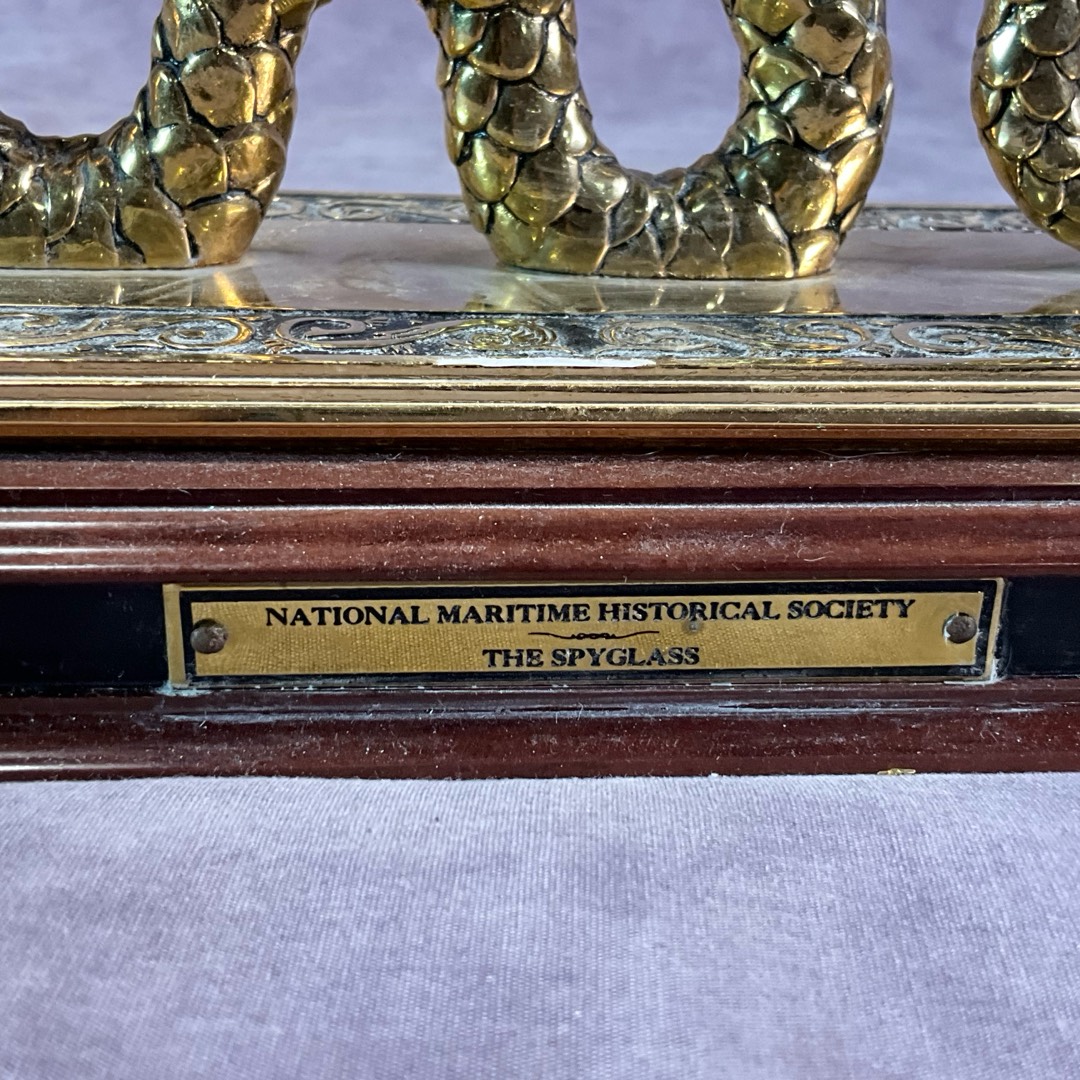 NATIONAL MARITIME HISTORICAL SOCIETY
THE SPYGLASS